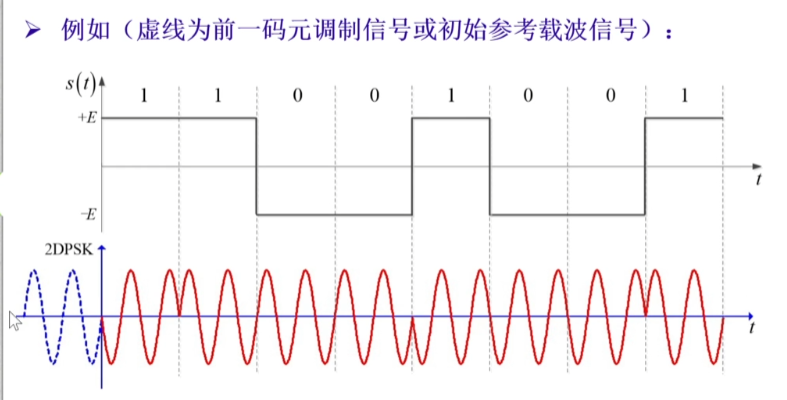 ➤ 例如（虚线为前一码元调制信号或初始参考载波信号）：
s(t)
1 1 0 0 1 0 0 1
+E
t
-E
2DPSK
t